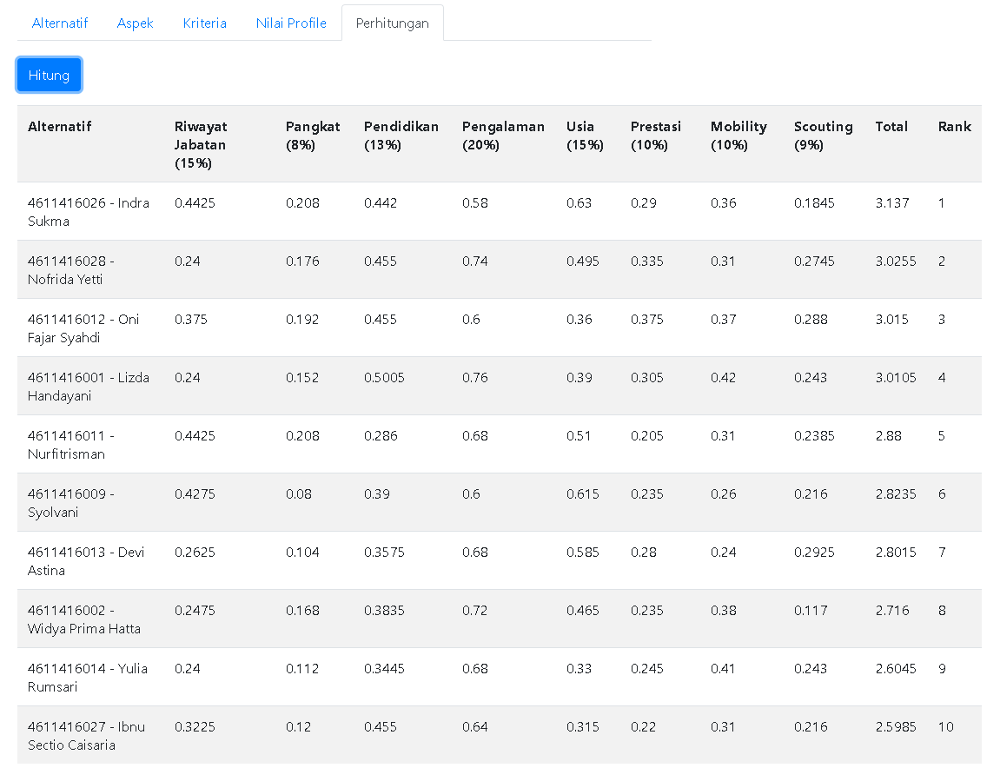 Alternatif Aspek Kriteria Nilai Profile Perhitungan
Hitung
Alternatif Riwayat Jabatan (15%) Pangkat (8%) Pendidikan (13%) Pengalaman (20%) Usia (15%) Prestasi (10%) Mobility (10%) Scouting (9%) Total Rank
4611416026 - Indra Sukma 0.4425 0.208 0.442 0.58 0.63 0.29 0.36 0.1845 3.137 1
4611416028 - Nofrida Yetti 0.24 0.176 0.455 0.74 0.495 0.335 0.31 0.2745 3.0255 2
4611416012 - Oni Fajar Syahdi 0.375 0.192 0.455 0.6 0.36 0.375 0.37 0.288 3.015 3
4611416001 - Lizda Handayani 0.24 0.152 0.5005 0.76 0.39 0.305 0.42 0.243 3.0105 4
4611416011 - Nurfitrisman 0.4425 0.208 0.286 0.68 0.51 0.205 0.31 0.2385 2.88 5
4611416009 - Syolvani 0.4275 0.08 0.39 0.6 0.615 0.235 0.26 0.216 2.8235 6
4611416013 - Devi Astina 0.2625 0.104 0.3575 0.68 0.585 0.28 0.24 0.2925 2.8015 7
4611416002 - Widya Prima Hatta 0.2475 0.168 0.3835 0.72 0.465 0.235 0.38 0.117 2.716 8
4611416014 - Yulia Rumsari 0.24 0.112 0.3445 0.68 0.33 0.245 0.41 0.243 2.6045 9
4611416027 - Ibnu Sectio Caisaria 0.3225 0.12 0.455 0.64 0.315 0.22 0.31 0.216 2.5985 10